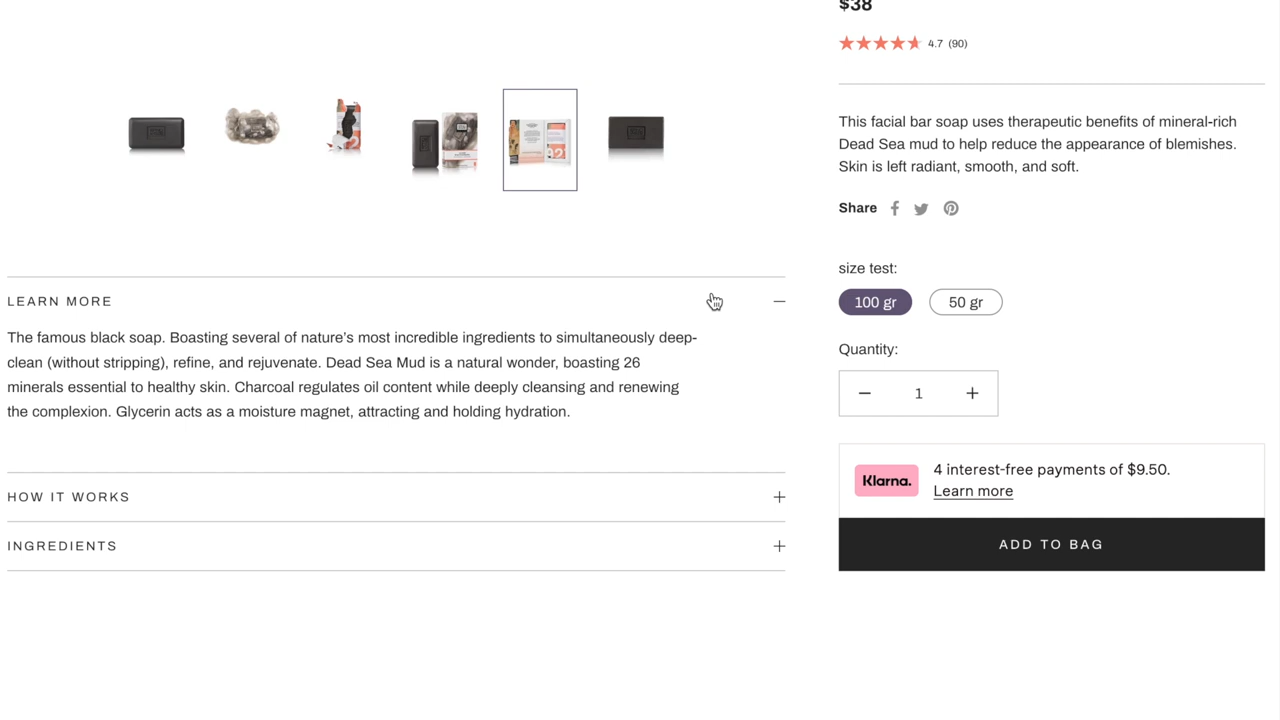 $38
4.7 (90)
This facial bar soap uses therapeutic benefits of mineral-rich
Dead Sea mud to help reduce the appearance of blemishes.
Skin is left radiant, smooth, and soft.
Share
size test:
100 gr 50 gr
Quantity:
− 1 +
Klarna. 4 interest-free payments of $9.50.
Learn more
ADD TO BAG
LEARN MORE
The famous black soap. Boasting several of nature’s most incredible ingredients to simultaneously deep-
clean (without stripping), refine, and rejuvenate. Dead Sea Mud is a natural wonder, boasting 26
minerals essential to healthy skin. Charcoal regulates oil content while deeply cleansing and renewing
the complexion. Glycerin acts as a moisture magnet, attracting and holding hydration.
HOW IT WORKS
INGREDIENTS